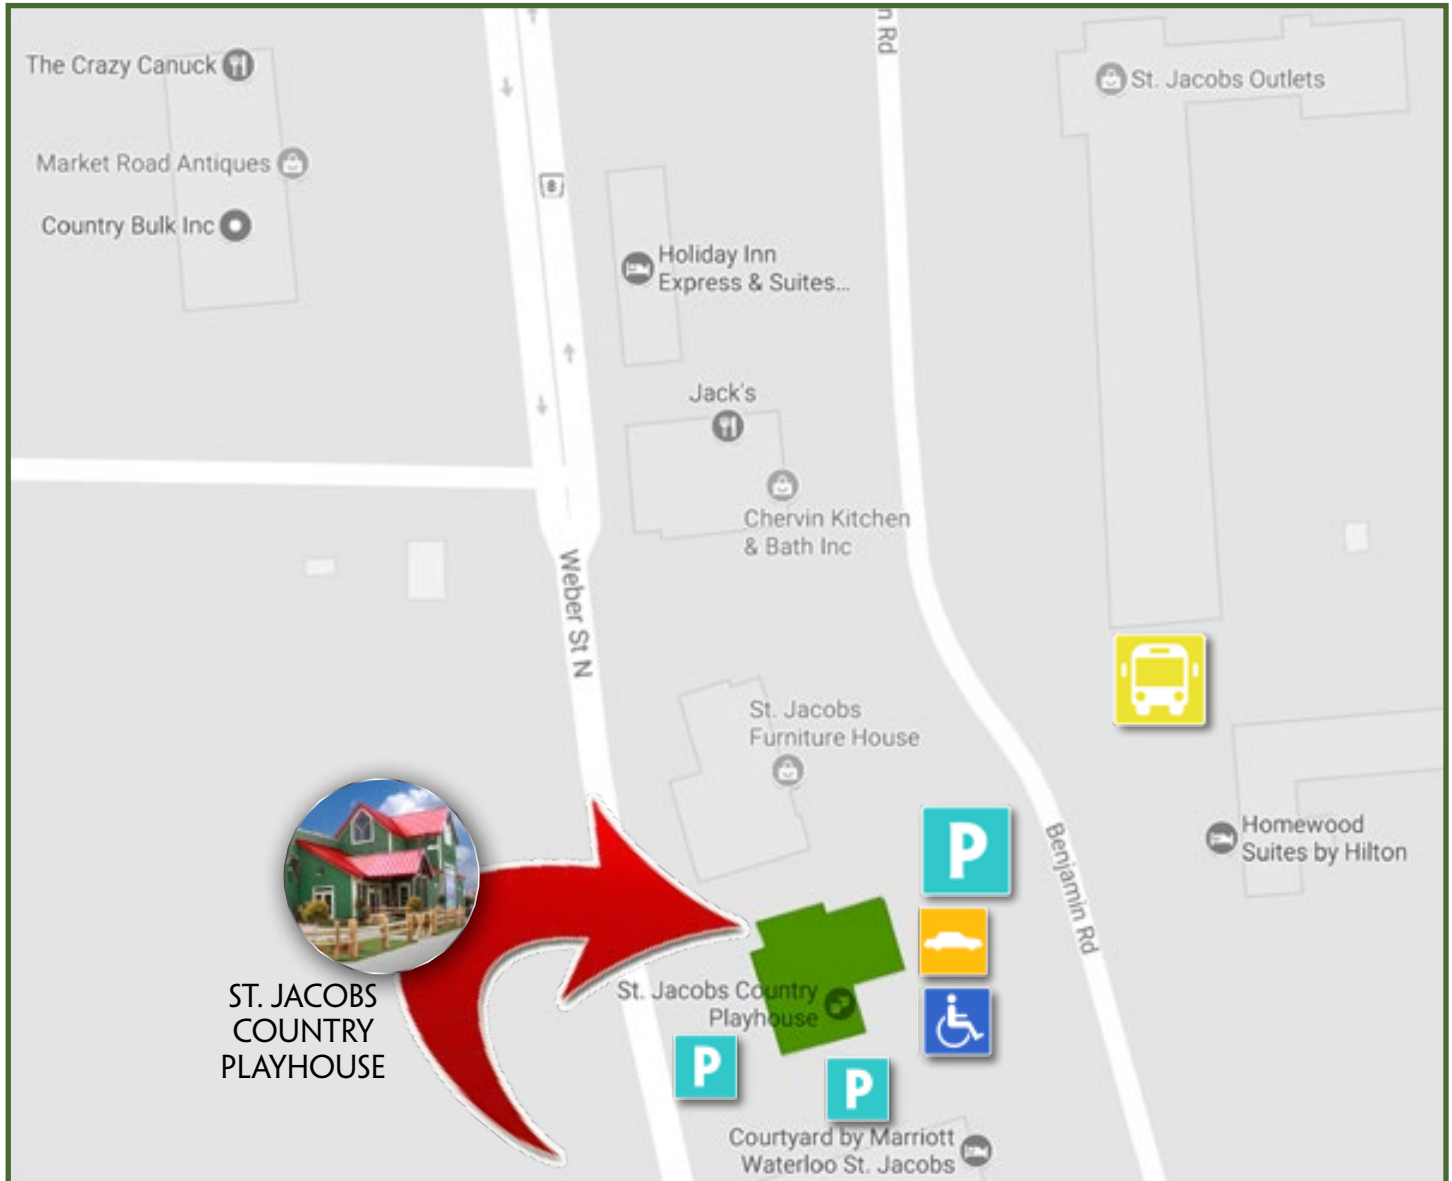 n Rd
The Crazy Canuck
St. Jacobs Outlets
Market Road Antiques
8
Country Bulk Inc
Holiday Inn
Express & Suites...
Jack's
Chervin Kitchen
& Bath Inc
Weber St N
St. Jacobs
Furniture House
P
Benjamin Rd
Homewood
Suites by Hilton
ST. JACOBS
COUNTRY
PLAYHOUSE
St. Jacobs Country
Playhouse
P
P
Courtyard by Marriott
Waterloo St. Jacobs